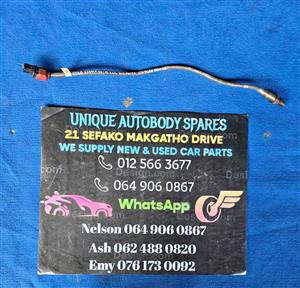 UNIQUE AUTOBODY SPARES
21 SEFAKO MAKGATHO DRIVE
WE SUPPLY NEW & USED CAR PARTS
012 566 3677
064 906 0867
WhatsApp
Nelson 064 906 0867
Ash 062 488 0820
Emy 076 173 0092